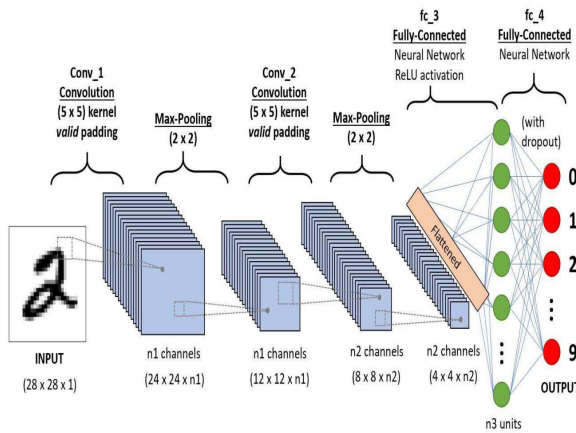 fc_3
Fully-Connected
Neural Network
ReLU activation
fc_4
Fully-Connected
Neural Network
Conv_1
Convolution
(5 x 5) kernel
valid padding
Max-Pooling
(2 x 2)
Conv_2
Convolution
(5 x 5) kernel
valid padding
Max-Pooling
(2 x 2)
(with
dropout)
Flattened
0
1
2
9
2
INPUT
(28 x 28 x 1)
n1 channels
(24 x 24 x n1)
n1 channels
(12 x 12 x n1)
n2 channels
(8 x 8 x n2)
n2 channels
(4 x 4 x n2)
OUTPUT
n3 units